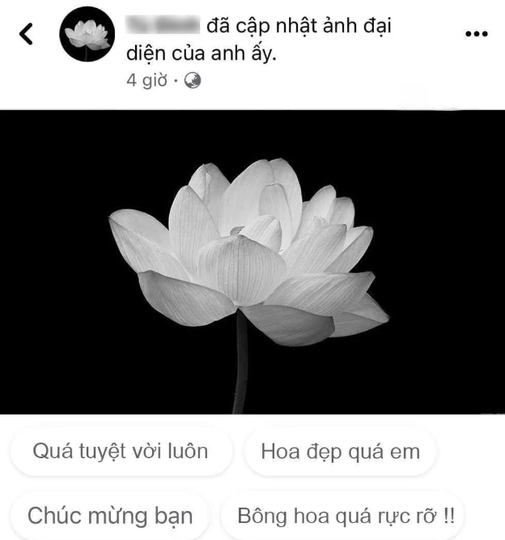 đã cập nhật ảnh đại
diện của anh ấy.
4 giờ ·
Quá tuyệt vời luôn
Hoa đẹp quá em
Chúc mừng bạn
Bông hoa quá rực rỡ !!